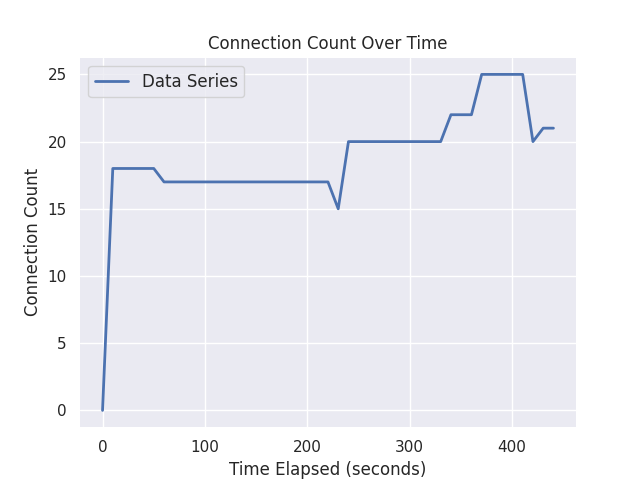 Connection Count Over Time
Data Series
Connection Count
25
20
15
10
5
0
0 100 200 300 400
Time Elapsed (seconds)